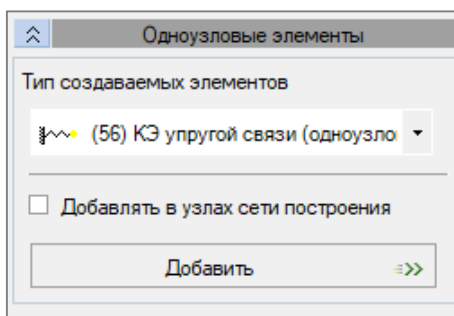 Одноузловые элементы
Тип создаваемых элементов
(56) КЭ упругой связи (одноузло
Добавлять в узлах сети построения
Добавить